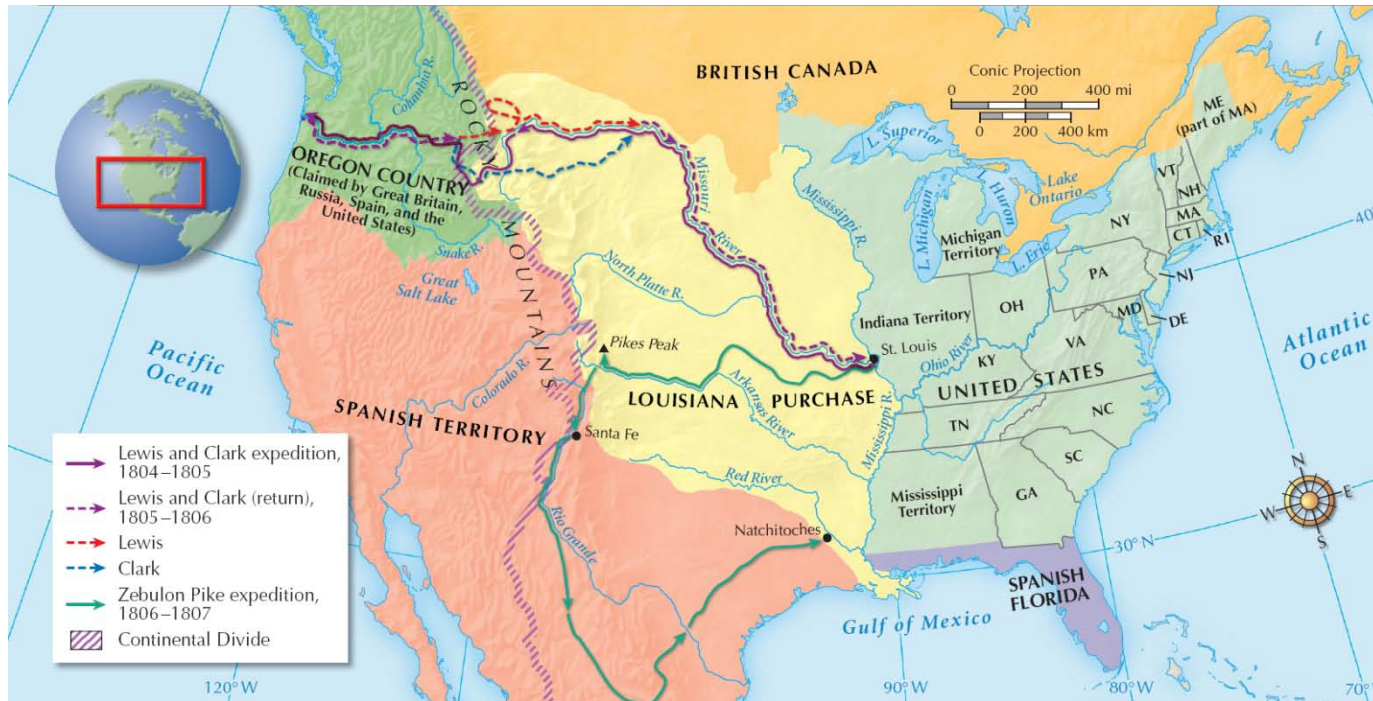 BRITISH CANADA
Conic Projection
0 200 400 mi
0 200 400 km
ROCKY MOUNTAINS
Columbia R.
OREGON COUNTRY
(Claimed by Great Britain,
Russia, Spain, and the
United States)
Snake R.
Great
Salt Lake
Missouri
River
Mississippi R.
L. Superior
L. Michigan
L. Huron
Lake
Ontario
L. Erie
Michigan
Territory
ME
(part of MA)
VT
NH
MA
CT
RI
NY
PA
NJ
MD
DE
40°
North Platte R.
Indiana Territory
OH
Pikes Peak
St. Louis
Ohio River
KY
VA
UNITED STATES
Pacific
Ocean
Atlantic
Ocean
Colorado R.
LOUISIANA PURCHASE
Arkansas River
Mississippi R.
TN
NC
SC
SPANISH TERRITORY
Santa Fe
Red River
Mississippi
Territory
GA
Rio Grande
Natchitoches
30°N
SPANISH
FLORIDA
Gulf of Mexico
N
W
E
S
Lewis and Clark expedition,
1804–1805
Lewis and Clark (return),
1805–1806
Lewis
Clark
Zebulon Pike expedition,
1806–1807
Continental Divide
120°W
90°W
80°W
70°